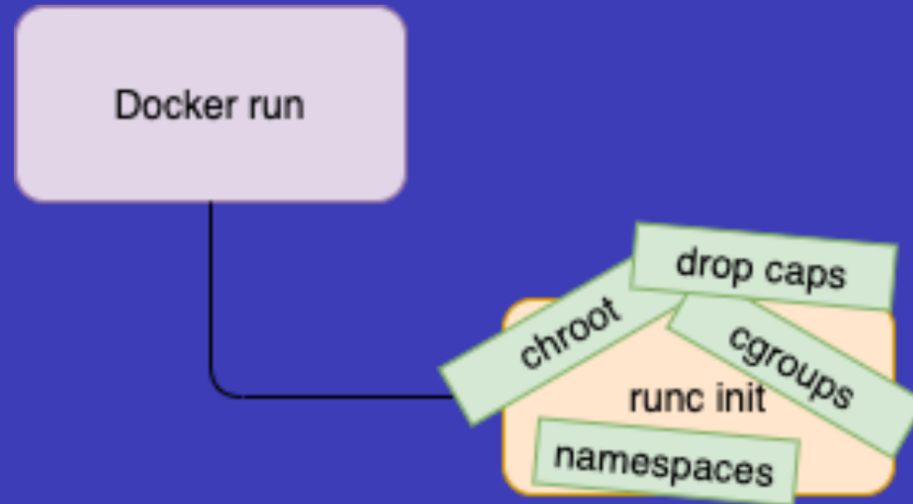 Docker run
drop caps
chroot
cgroups
runc init
namespaces